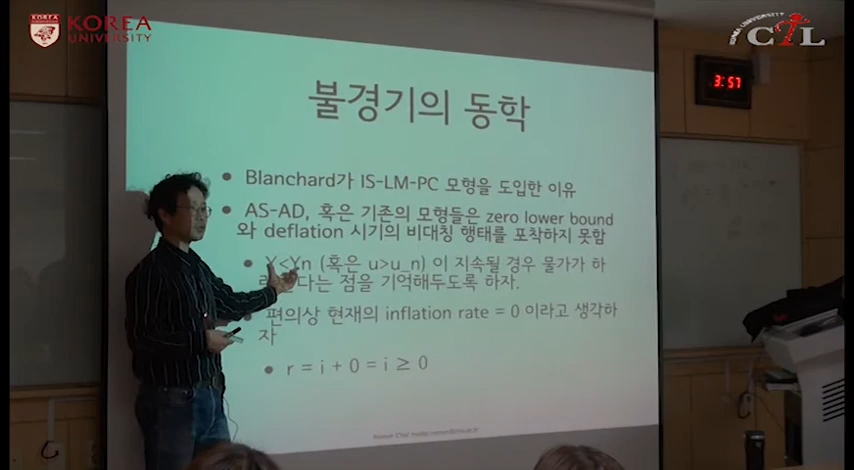 KOREA
UNIVERSITY
KOREA UNIVERSITY
CTL
3:57
불경기의 동학
• Blanchard가 IS-LM-PC 모형을 도입한 이유
• AS-AD, 혹은 기존의 모형들은 zero lower bound
와 deflation 시기의 비대칭 행태를 포착하지 못함
• Y<Yn (혹은 u>u_n) 이 지속될 경우 물가가 하
점을 기억해두도록 하자.
편의상 현재의 inflation rate = 0 이라고 생각하
자
• r = i + 0 = i ≥ 0